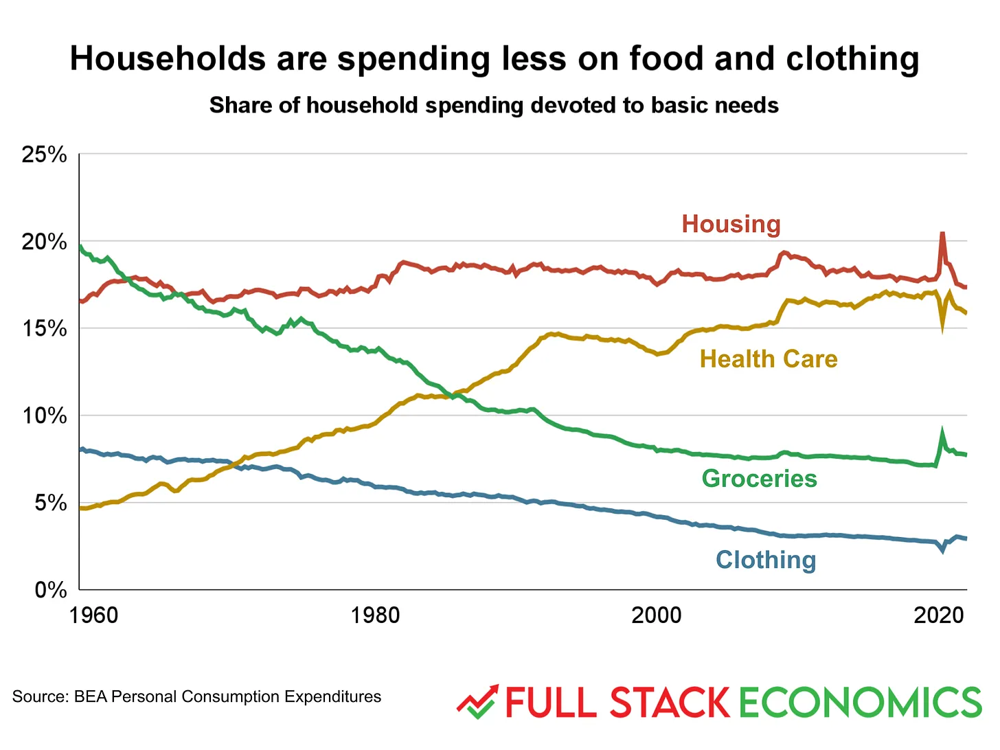 Households are spending less on food and clothing
Share of household spending devoted to basic needs
25%
20%
15%
10%
5%
0%
Housing
Health Care
Groceries
Clothing
1960
1980
2000
2020
Source: BEA Personal Consumption Expenditures
FULL STACK ECONOMICS